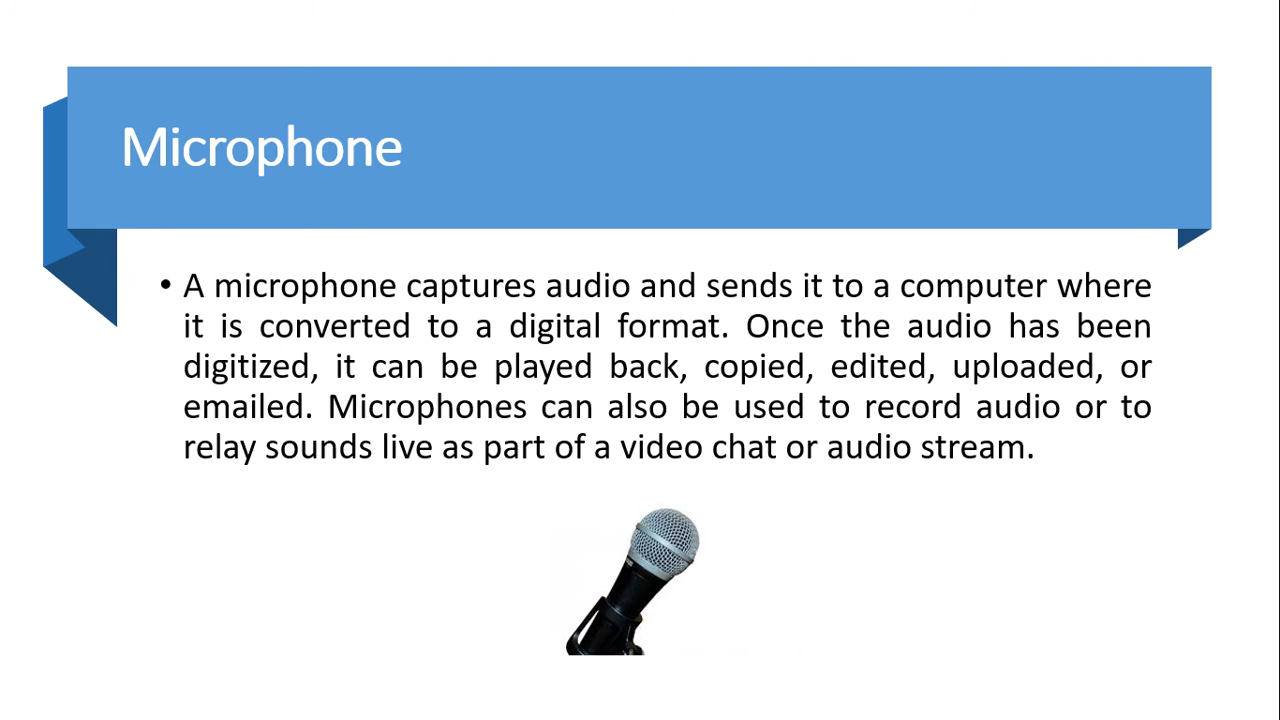 Microphone
• A microphone captures audio and sends it to a computer where
it is converted to a digital format. Once the audio has been
digitized, it can be played back, copied, edited, uploaded, or
emailed. Microphones can also be used to record audio or to
relay sounds live as part of a video chat or audio stream.